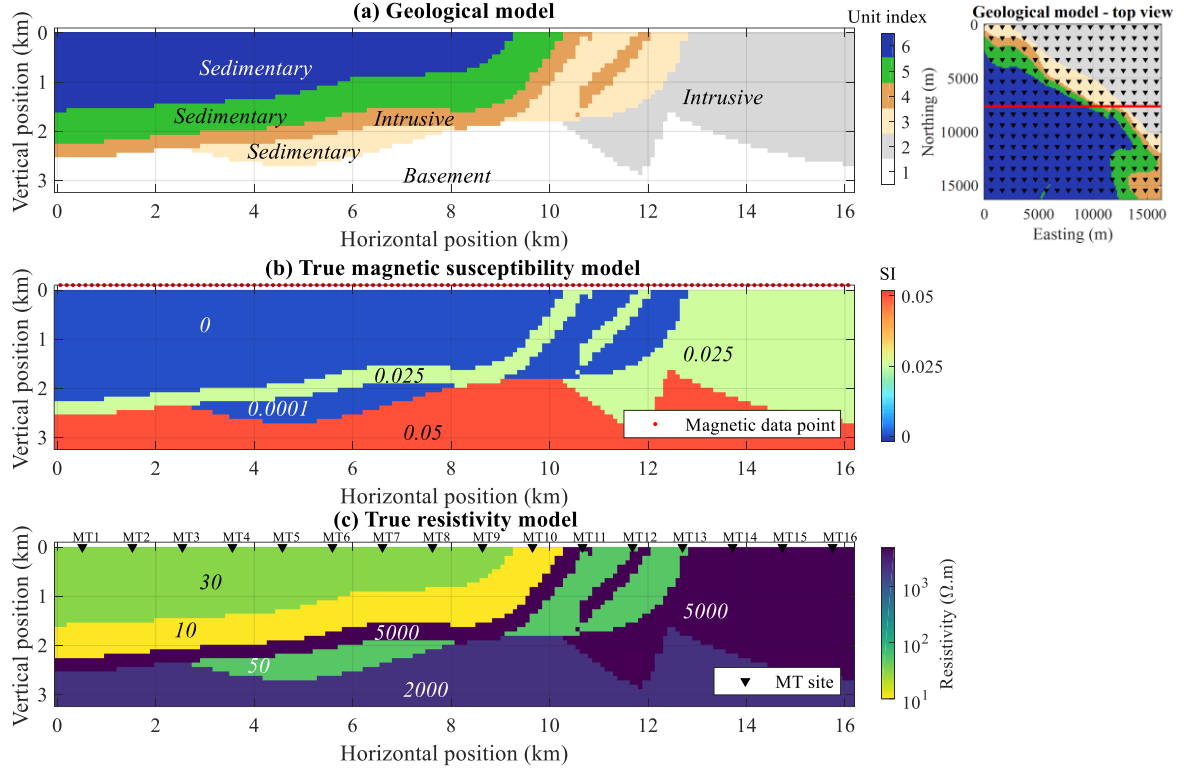 (a) Geological model
Vertical position (km)
0
1
2
3
Sedimentary
Sedimentary
Intrusive
Sedimentary
Intrusive
Basement
0 2 4 6 8 10 12 14 16
Horizontal position (km)
Unit index
6
5
4
3
2
1
Geological model - top view
Northing (m)
0
5000
10000
15000
0 5000 10000 15000
Easting (m)
(b) True magnetic susceptibility model
Vertical position (km)
0
1
2
3
0
0.025
0.0001
0.05
0.025
Magnetic data point
0 2 4 6 8 10 12 14 16
Horizontal position (km)
SI
0.05
0.025
0
(c) True resistivity model
MT1 MT2 MT3 MT4 MT5 MT6 MT7 MT8 MT9 MT10 MT11 MT12 MT13 MT14 MT15 MT16
Vertical position (km)
0
1
2
3
30
10
5000
50
2000
5000
MT site
0 2 4 6 8 10 12 14 16
Horizontal position (km)
Resistivity (Ω.m)
10³
10²
10¹